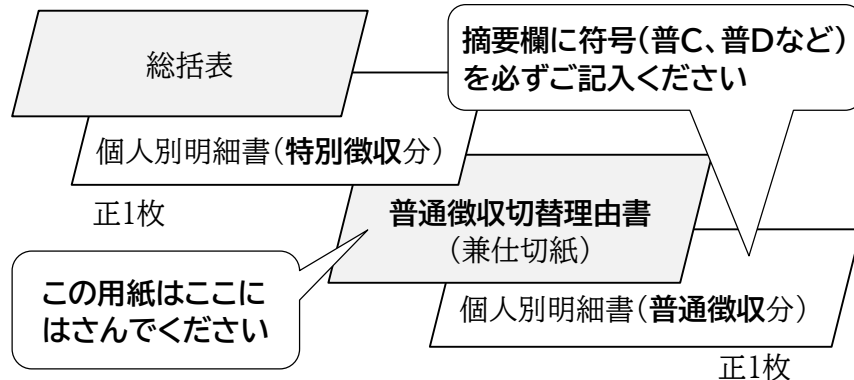 総括表
摘要欄に符号（普C、普Dなど）
を必ずご記入ください
個人別明細書（特別徴収分）
正1枚
普通徴収切替理由書
（兼仕切紙）
この用紙はここに
はさんでください
個人別明細書（普通徴収分）
正1枚